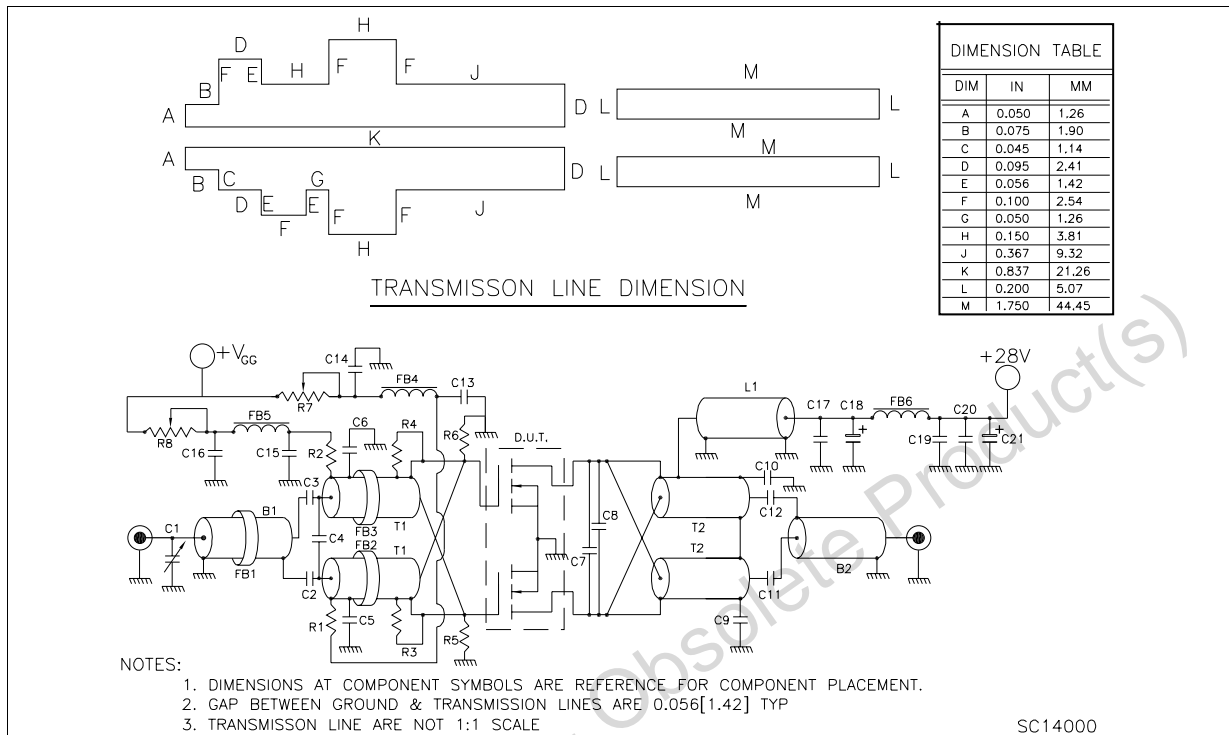 H
D
F E H F F J
B
A
D L
M
L
M
K
A
D L
M
L
M
B C G
D E E F F J
F
H
TRANSMISSON LINE DIMENSION
DIMENSION TABLE
DIM IN MM
A 0.050 1.26
B 0.075 1.90
C 0.045 1.14
D 0.095 2.41
E 0.056 1.42
F 0.100 2.54
G 0.050 1.26
H 0.150 3.81
J 0.367 9.32
K 0.837 21.26
L 0.200 5.07
M 1.750 44.45
+VGG
C14
FB4
C13
R7
R8
FB5
C16
C15
R2
C6
R4
R6
D.U.T.
L1
C17 C18
FB6
C20
C19
+
C21
+
+28V
C3
FB3 T1
C1
B1
FB1
C4
C2
FB2 T1
R1
C5
R3
R5
C8
C7
T2
C10
C12
T2
C11
B2
C9
NOTES:
1. DIMENSIONS AT COMPONENT SYMBOLS ARE REFERENCE FOR COMPONENT PLACEMENT.
2. GAP BETWEEN GROUND & TRANSMISSION LINES ARE 0.056[1.42] TYP
3. TRANSMISSON LINE ARE NOT 1:1 SCALE
SC14000
Obsolete Product(s)